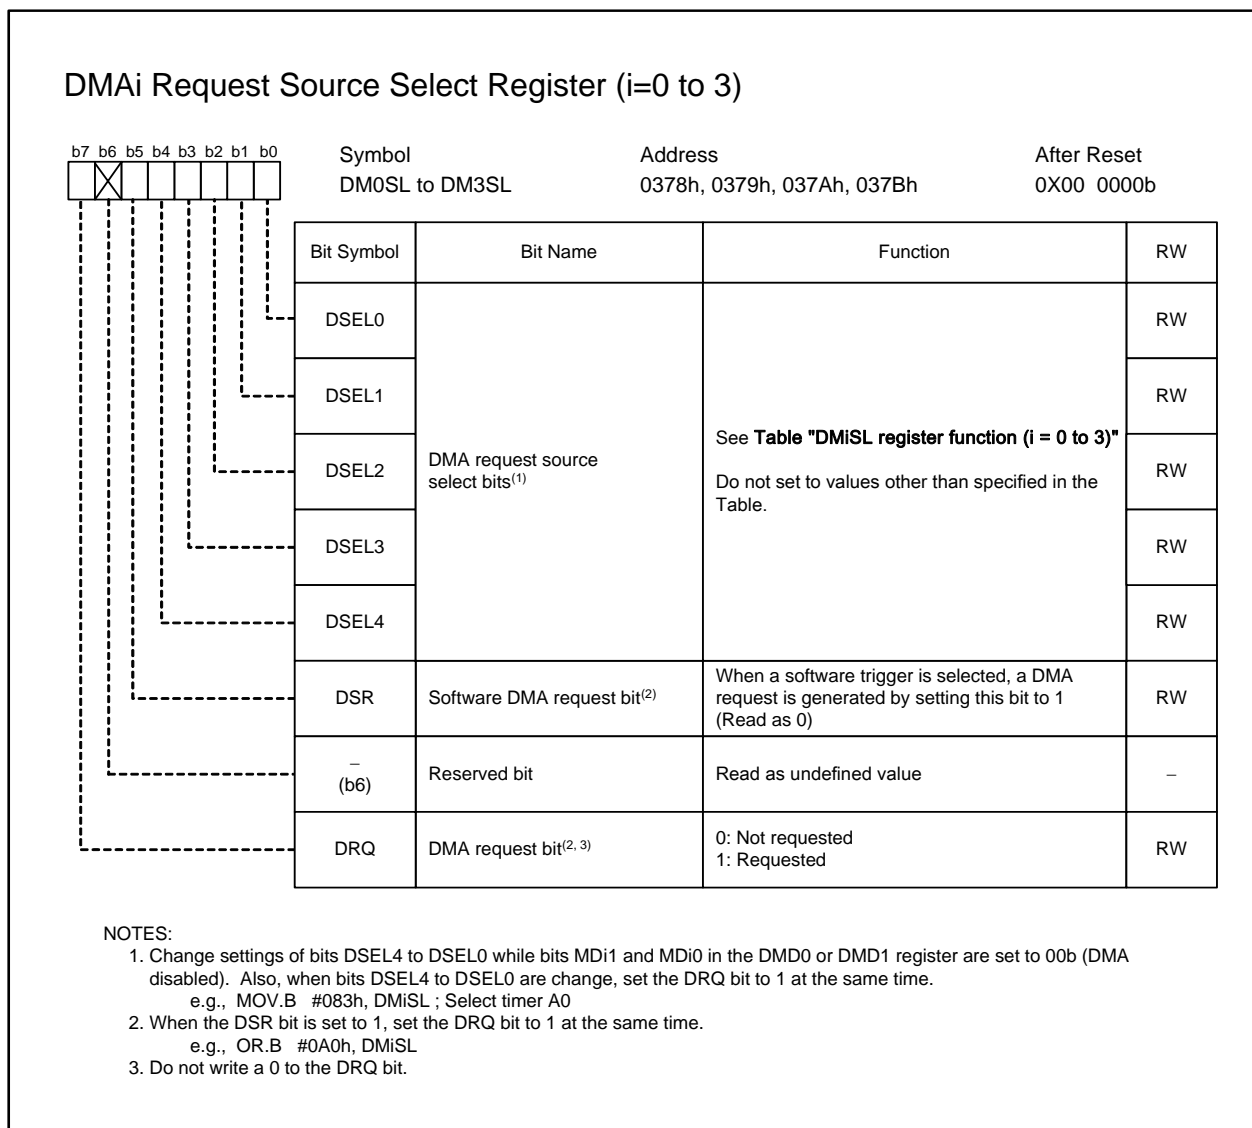 DMAi Request Source Select Register (i=0 to 3)
b7 b6 b5 b4 b3 b2 b1 b0
Symbol Address After Reset
DM0SL to DM3SL 0378h, 0379h, 037Ah, 037Bh 0X00 0000b
Bit Symbol Bit Name Function RW
DSEL0 RW
DSEL1 RW
DSEL2 RW
DSEL3 RW
DSEL4 RW
DMA request source
select bits(1)
See Table "DMiSL register function (i = 0 to 3)"
Do not set to values other than specified in the
Table.
DSR Software DMA request bit(2) When a software trigger is selected, a DMA
request is generated by setting this bit to 1
(Read as 0)
RW
–
(b6)
Reserved bit Read as undefined value –
DRQ DMA request bit(2, 3) 0: Not requested
1: Requested
RW
NOTES:
1. Change settings of bits DSEL4 to DSEL0 while bits MDi1 and MDi0 in the DMD0 or DMD1 register are set to 00b (DMA
disabled). Also, when bits DSEL4 to DSEL0 are change, set the DRQ bit to 1 at the same time.
e.g., MOV.B #083h, DMiSL ; Select timer A0
2. When the DSR bit is set to 1, set the DRQ bit to 1 at the same time.
e.g., OR.B #0A0h, DMiSL
3. Do not write a 0 to the DRQ bit.